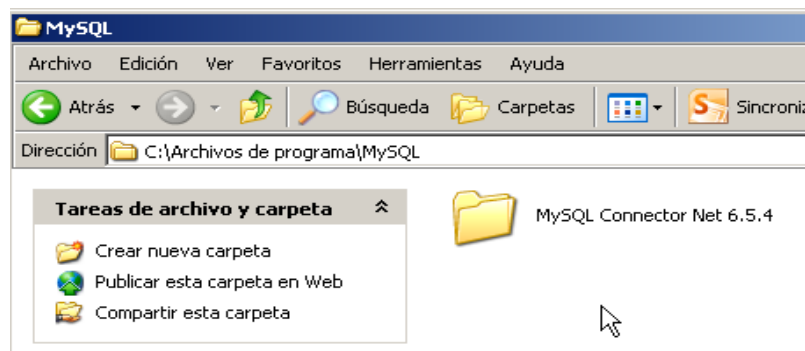 MySQL
Archivo Edición Ver Favoritos Herramientas Ayuda
Atrás Búsqueda Carpetas Sincroniz
Dirección C:\Archivos de programa\MySQL
Tareas de archivo y carpeta
Crear nueva carpeta
Publicar esta carpeta en Web
Compartir esta carpeta
MySQL Connector Net 6.5.4